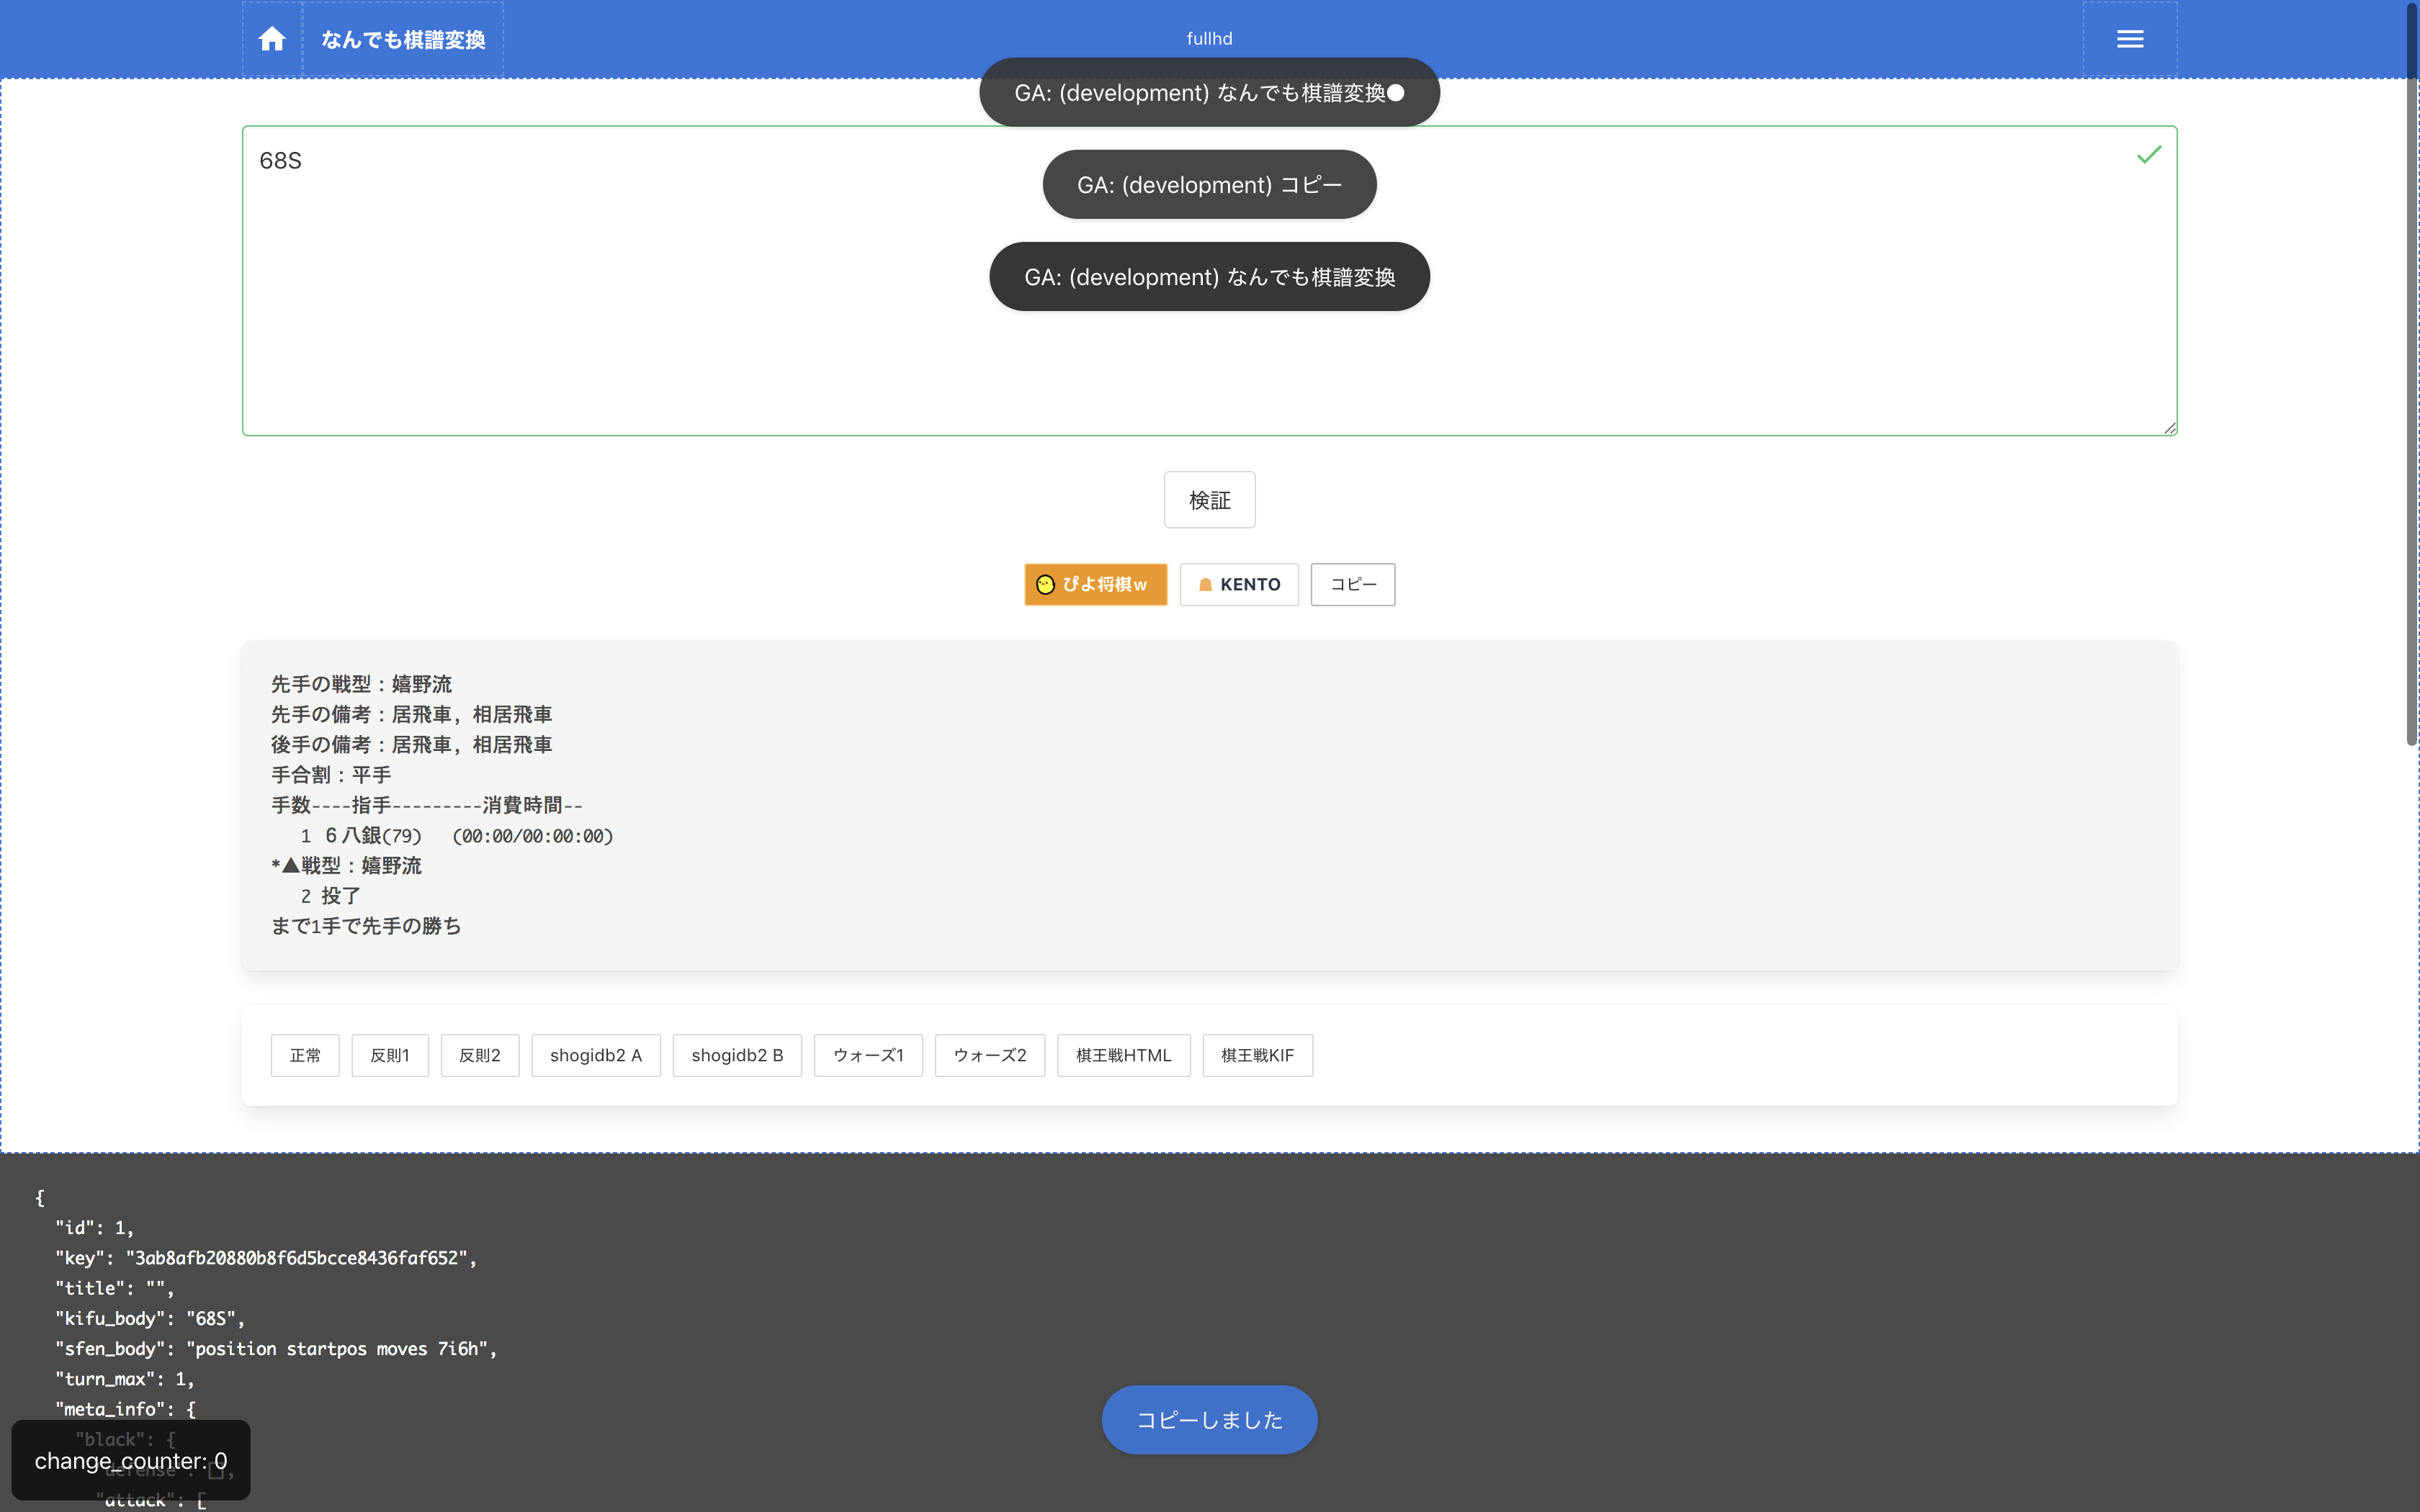 なんでも棋譜変換
fullhd
GA: (development) なんでも棋譜変換●
68S
GA: (development) コピー
GA: (development) なんでも棋譜変換
検証
ぴよ将棋w
KENTO
コピー
先手の戦型：嬉野流
先手の備考：居飛車, 相居飛車
後手の備考：居飛車, 相居飛車
手合割：平手
手数----指手---------消費時間--
1 ６八銀(79) (00:00/00:00:00)
*▲戦型：嬉野流
2 投了
まで1手で先手の勝ち
正常 反則1 反則2 shogidb2 A shogidb2 B ウォーズ1 ウォーズ2 棋王戦HTML 棋王戦KIF
{
"id": 1,
"key": "3ab8afb20880b8f6d5bcce8436faf652",
"title": "",
"kifu_body": "68S",
"sfen_body": "position startpos moves 7i6h",
"turn_max": 1,
"meta_info": {
"black": {
"defense": [],
"attack": [
change_counter: 0
コピーしました